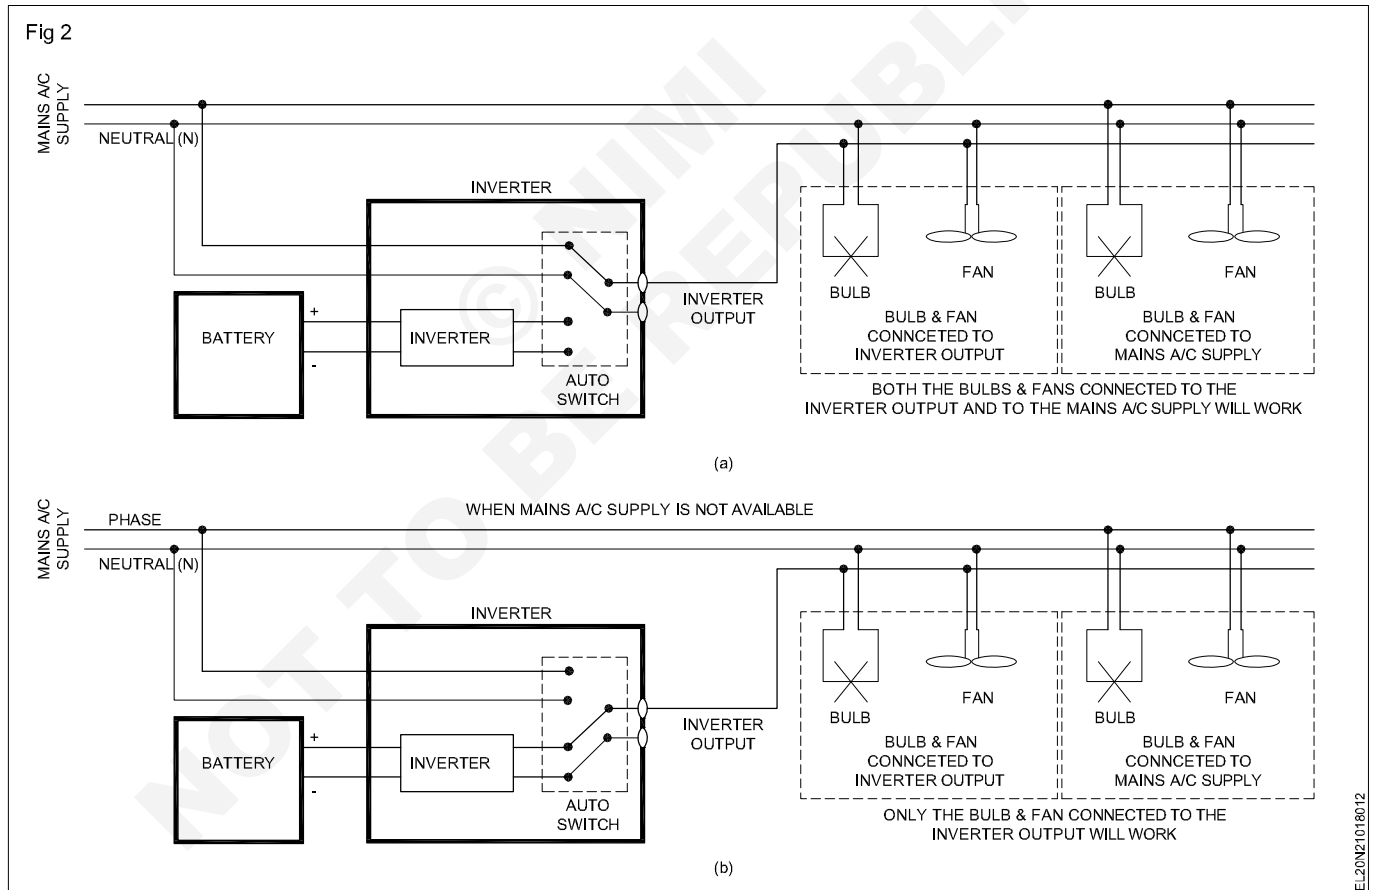 Fig 2
MAINS A/C
SUPPLY
NEUTRAL (N)
INVERTER
BATTERY
+
-
INVERTER
AUTO
SWITCH
INVERTER
OUTPUT
BULB
FAN
BULB & FAN
CONNCETED TO
INVERTER OUTPUT
BULB
FAN
BULB & FAN
CONNCETED TO
MAINS A/C SUPPLY
BOTH THE BULBS & FANS CONNECTED TO THE
INVERTER OUTPUT AND TO THE MAINS A/C SUPPLY WILL WORK
(a)
MAINS A/C
SUPPLY
PHASE
WHEN MAINS A/C SUPPLY IS NOT AVAILABLE
NEUTRAL (N)
INVERTER
BATTERY
+
-
INVERTER
AUTO
SWITCH
INVERTER
OUTPUT
BULB
FAN
BULB & FAN
CONNCETED TO
INVERTER OUTPUT
BULB
FAN
BULB & FAN
CONNCETED TO
MAINS A/C SUPPLY
ONLY THE BULB & FAN CONNECTED TO THE
INVERTER OUTPUT WILL WORK
(b)
EL20N21018012
© NIMI
NOT TO BE REPUBLI